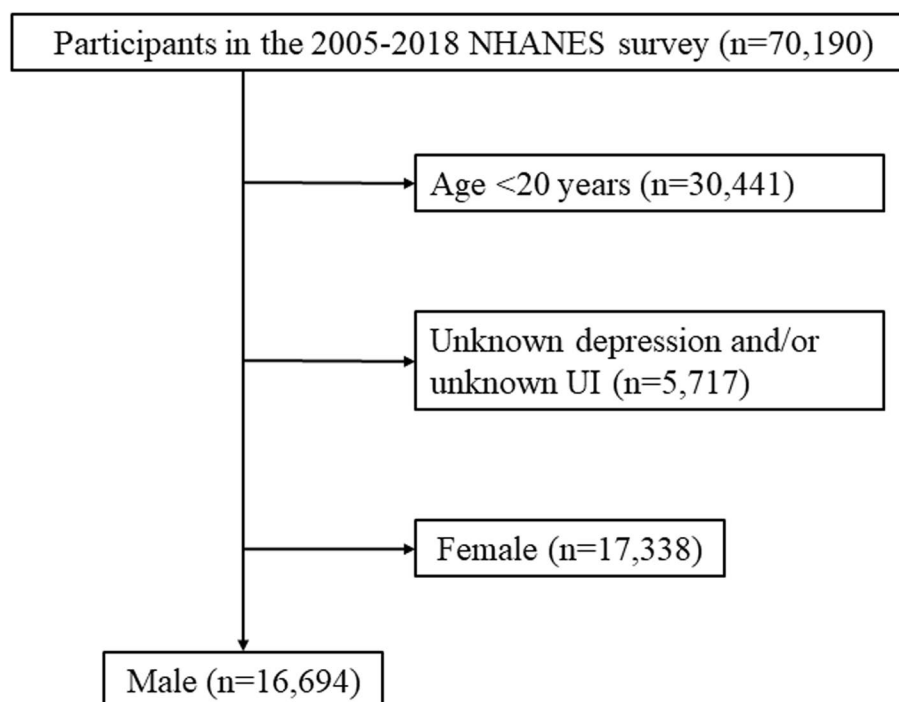 Participants in the 2005-2018 NHANES survey (n=70,190)
Age <20 years (n=30,441)
Unknown depression and/or
unknown UI (n=5,717)
Female (n=17,338)
Male (n=16,694)